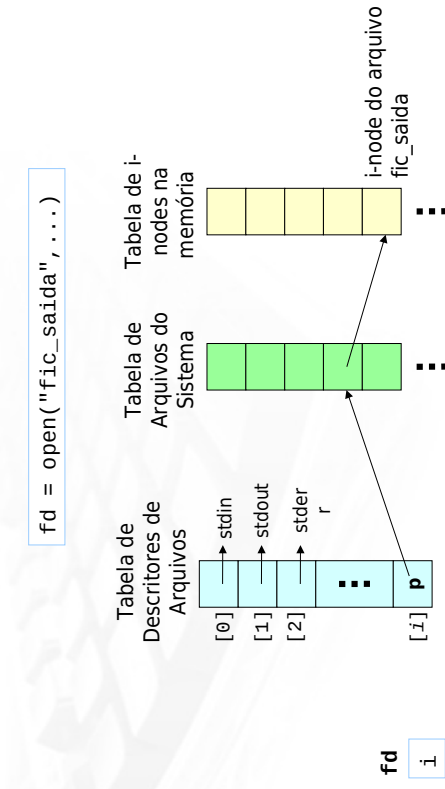 fd = open("fic_saida",...)
Tabela de
Descritores de
Arquivos
Tabela de
Arquivos do
Sistema
Tabela de i-
nodes na
memória
[0]
stdin
[1]
stdout
[2]
stder
r
[i]
p
i-node do arquivo
fic_saida
fd
i